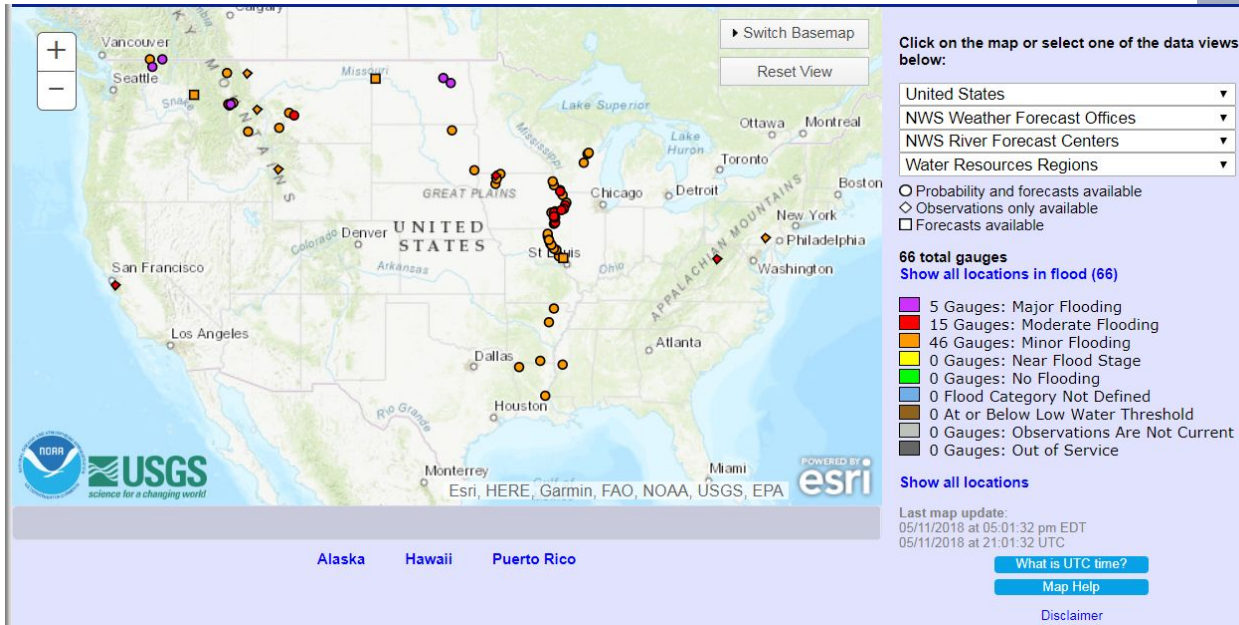 Calgary
Vancouver
Seattle
Snake
Missouri
MOUNTAINS
Lake Superior
Mississippi
Lake Huron
Ottawa
Montreal
Toronto
Boston
GREAT PLAINS
Chicago
Detroit
New York
Philadelphia
Washington
APPALACHIAN MOUNTAINS
Colorado
Denver
UNITED
STATES
St Louis
Ohio
Arkansas
San Francisco
Los Angeles
Dallas
Atlanta
Houston
Rio Grande
Monterrey
Miami
+
−
Switch Basemap
Reset View
NOAA
USGS
science for a changing world
Esri, HERE, Garmin, FAO, NOAA, USGS, EPA
POWERED BY
esri
Alaska Hawaii Puerto Rico
Click on the map or select one of the data views
below:
United States
NWS Weather Forecast Offices
NWS River Forecast Centers
Water Resources Regions
Probability and forecasts available
Observations only available
Forecasts available
66 total gauges
Show all locations in flood (66)
5 Gauges: Major Flooding
15 Gauges: Moderate Flooding
46 Gauges: Minor Flooding
0 Gauges: Near Flood Stage
0 Gauges: No Flooding
0 Flood Category Not Defined
0 At or Below Low Water Threshold
0 Gauges: Observations Are Not Current
0 Gauges: Out of Service
Show all locations
Last map update:
05/11/2018 at 05:01:32 pm EDT
05/11/2018 at 21:01:32 UTC
What is UTC time?
Map Help
Disclaimer